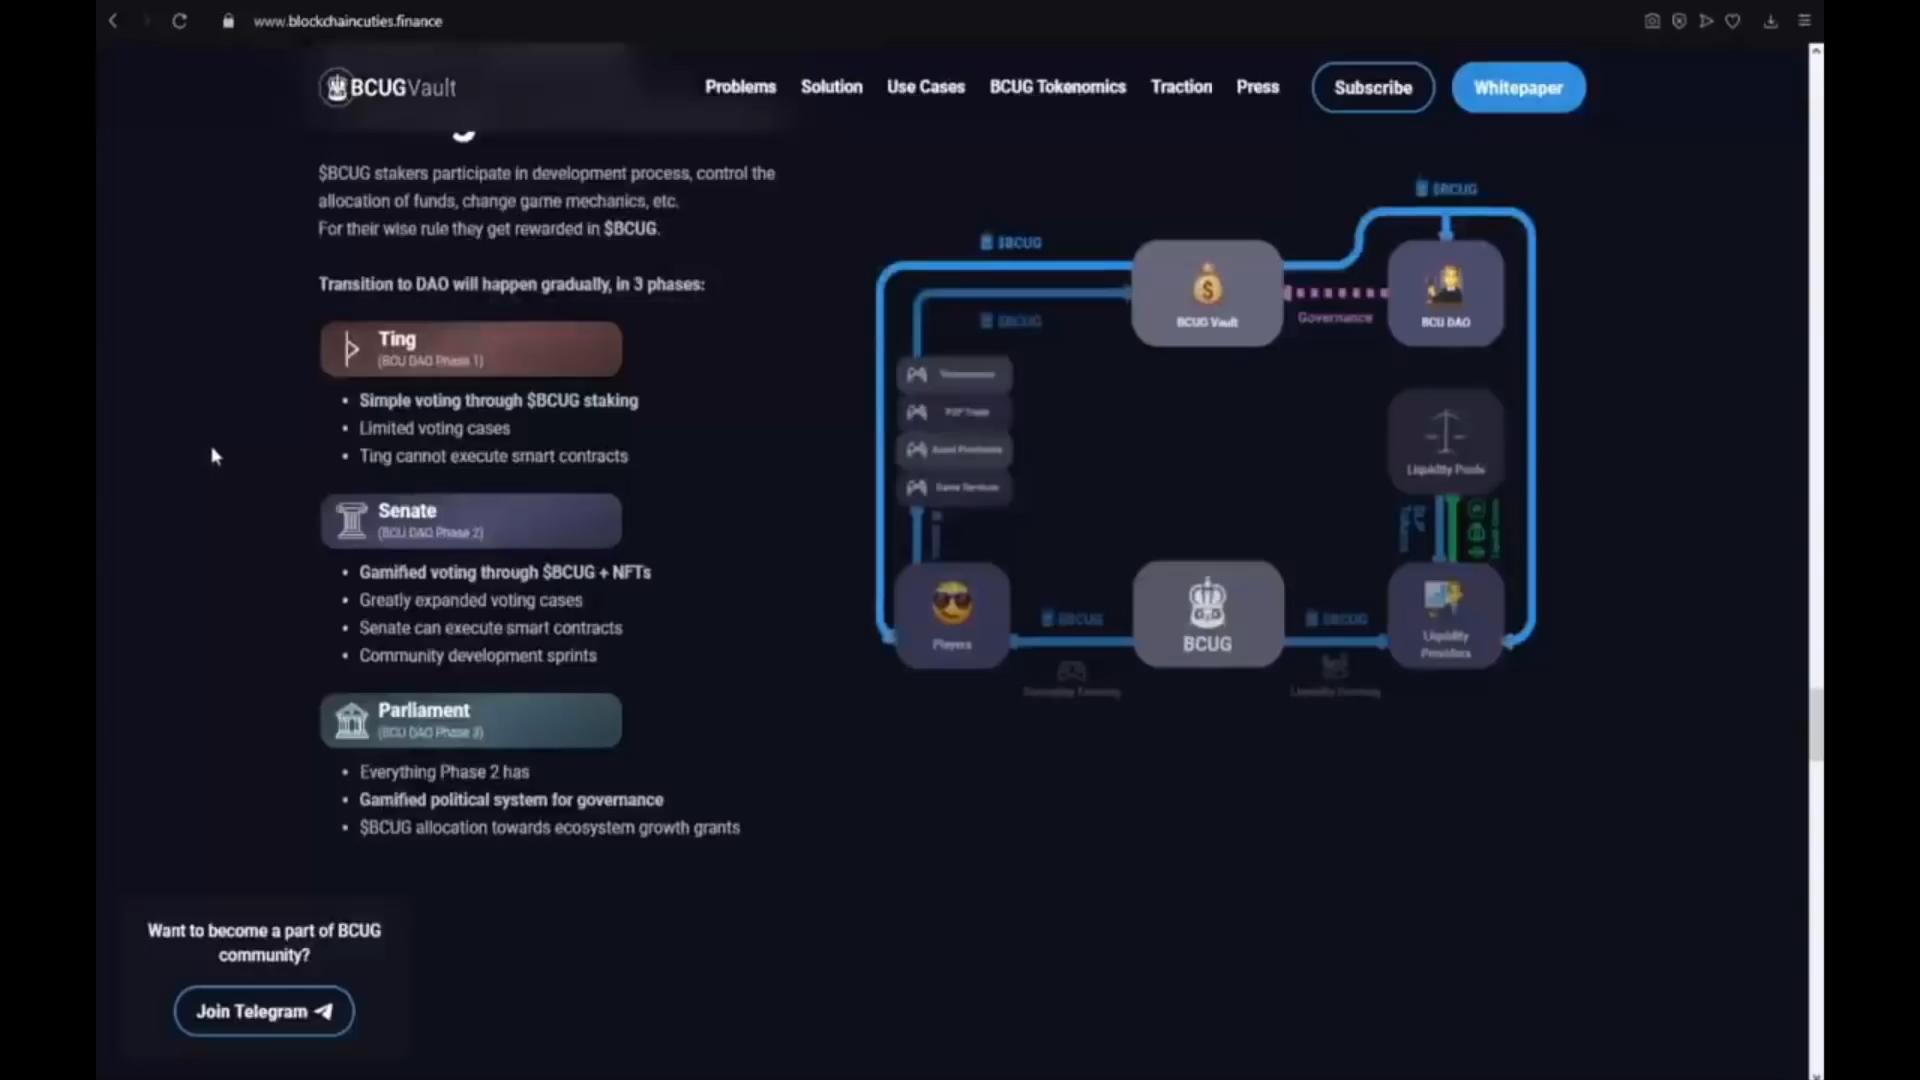 www.blockchaincuties.finance
BCUGVault
Problems
Solution
Use Cases
BCUG Tokenomics
Traction
Press
Subscribe
Whitepaper
$BCUG stakers participate in development process, control the
allocation of funds, change game mechanics, etc.
For their wise rule they get rewarded in $BCUG.
Transition to DAO will happen gradually, in 3 phases:
Ting
(BCU DAO Phase 1)
• Simple voting through $BCUG staking
• Limited voting cases
• Ting cannot execute smart contracts
Senate
(BCU DAO Phase 2)
• Gamified voting through $BCUG + NFTs
• Greatly expanded voting cases
• Senate can execute smart contracts
• Community development sprints
Parliament
(BCU DAO Phase 3)
• Everything Phase 2 has
• Gamified political system for governance
• $BCUG allocation towards ecosystem growth grants
$BCUG
$BCUG
$BCUG
BCUG Vault
Governance
BCU DAO
Liquidity Pools
Players
$BCUG
BCUG
$BCUG
Liquidity
Providers
Want to become a part of BCUG
community?
Join Telegram